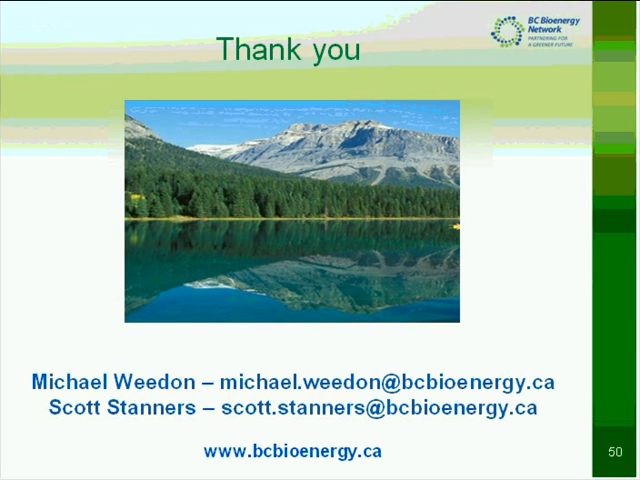 Thank you
BC Bioenergy
Network
PARTNERING FOR
A GREENER FUTURE
Michael Weedon – michael.weedon@bcbioenergy.ca
Scott Stanners – scott.stanners@bcbioenergy.ca
www.bcbioenergy.ca
50